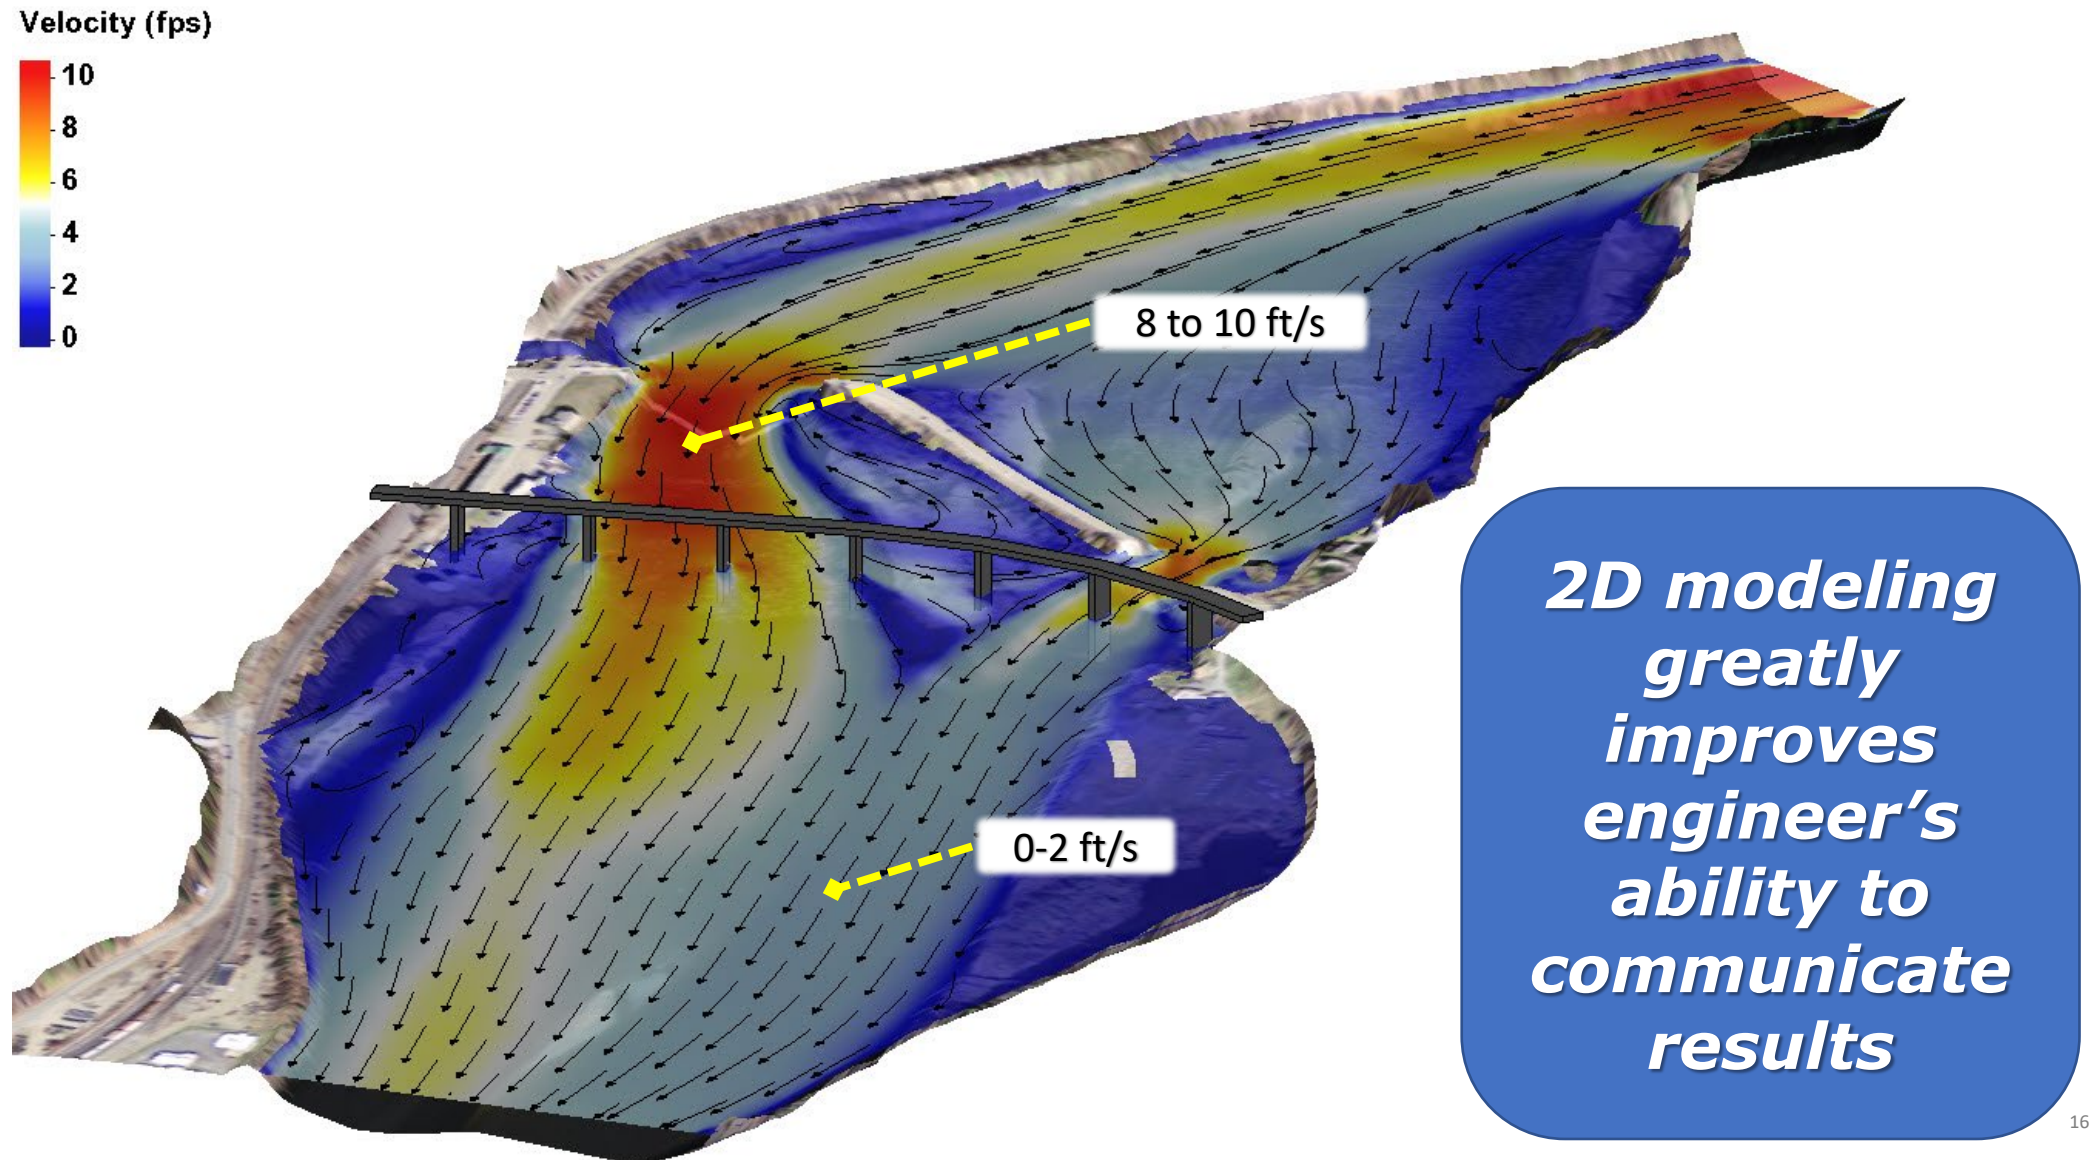 Velocity (fps)
10
8
6
4
2
0
8 to 10 ft/s
0-2 ft/s
2D modeling
greatly
improves
engineer’s
ability to
communicate
results
16